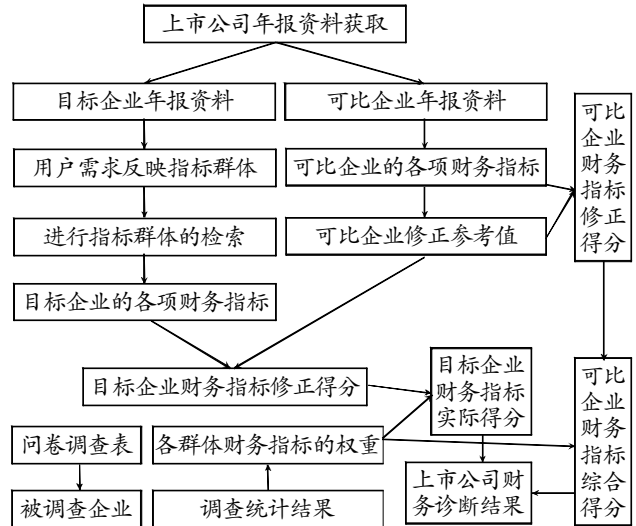 上市公司年报资料获取
目标企业年报资料
可比企业年报资料
可比
企业
财务
指标
修正
得分
用户需求反映指标群体
可比企业的各项财务指标
进行指标群体的检索
可比企业修正参考值
目标企业的各项财务指标
目标企业财务指标修正得分
目标企业
财务指标
实际得分
可比
企业
财务
指标
综合
得分
问卷调查表
各群体财务指标的权重
上市公司财
务诊断结果
被调查企业
调查统计结果